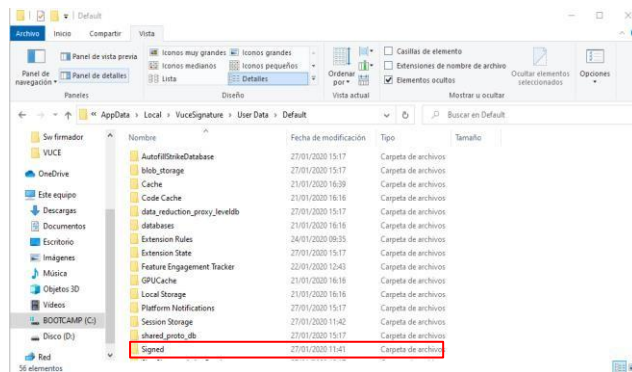 Default
Archivo Inicio Compartir Vista
Panel de navegación
Panel de vista previa
Panel de detalles
Paneles
Iconos muy grandes Iconos grandes
Iconos medianos Iconos pequeños
Lista Detalles
Diseño
Ordenar por
Vista actual
Casillas de elemento
Extensiones de nombre de archivo
Elementos ocultos
Ocultar elementos seleccionados
Mostrar u ocultar
Opciones
« AppData › Local › VuceSignature › User Data › Default
Buscar en Default
Sw firmador
VUCE
OneDrive
Este equipo
Descargas
Documentos
Escritorio
Imágenes
Música
Objetos 3D
Vídeos
BOOTCAMP (C:)
Disco (D:)
Red
Nombre Fecha de modificación Tipo Tamaño
AutofillStrikeDatabase 27/01/2020 15:17 Carpeta de archivos
blob_storage 27/01/2020 15:17 Carpeta de archivos
Cache 21/01/2020 16:39 Carpeta de archivos
Code Cache 21/01/2020 16:16 Carpeta de archivos
data_reduction_proxy_leveldb 27/01/2020 15:17 Carpeta de archivos
databases 21/01/2020 16:16 Carpeta de archivos
Extension Rules 24/01/2020 09:35 Carpeta de archivos
Extension State 27/01/2020 15:17 Carpeta de archivos
Feature Engagement Tracker 22/01/2020 12:43 Carpeta de archivos
GPUCache 21/01/2020 16:16 Carpeta de archivos
Local Storage 21/01/2020 16:16 Carpeta de archivos
Platform Notifications 27/01/2020 15:17 Carpeta de archivos
Session Storage 27/01/2020 11:42 Carpeta de archivos
shared_proto_db 27/01/2020 15:17 Carpeta de archivos
Signed 27/01/2020 11:41 Carpeta de archivos
56 elementos